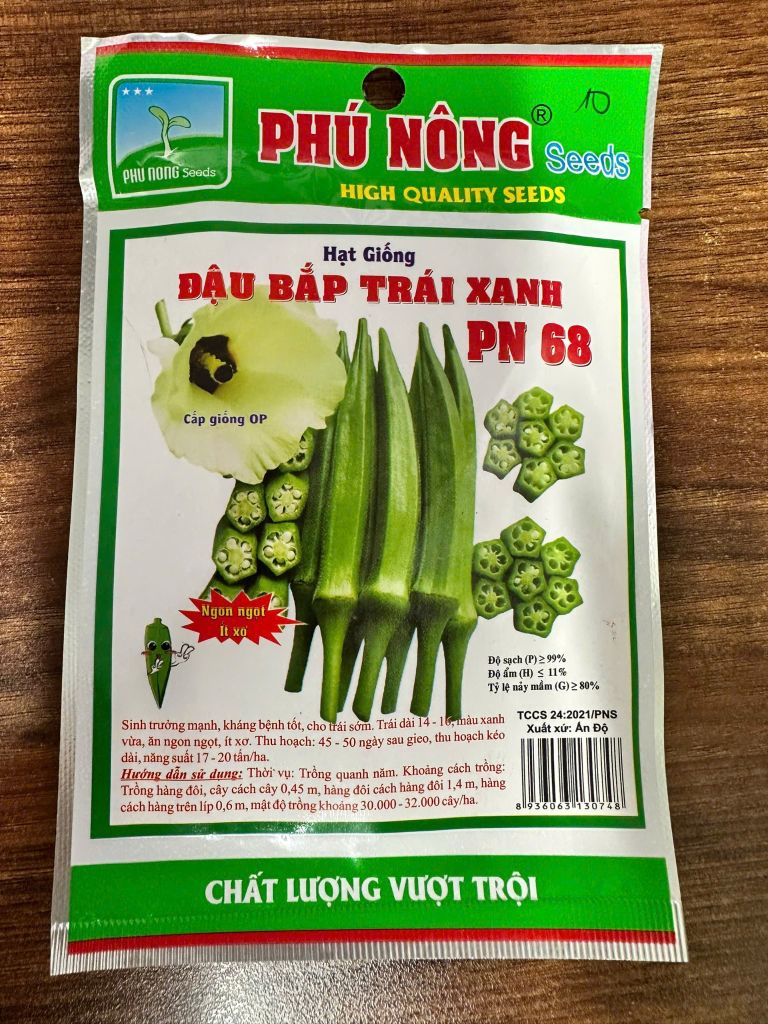 PHÚ NÔNG Seeds
PHÚ NÔNG® Seeds
10
HIGH QUALITY SEEDS
Hạt Giống
ĐẬU BẮP TRÁI XANH
PN 68
Cấp giống OP
Ngon ngọt
Ít xơ
Độ sạch (P) ≥ 99%
Độ ẩm (H) ≤ 11%
Tỷ lệ nảy mầm (G) ≥ 80%
Sinh trưởng mạnh, kháng bệnh tốt, cho trái sớm. Trái dài 14 - 16, màu xanh
vừa, ăn ngon ngọt, ít xơ. Thu hoạch: 45 - 50 ngày sau gieo, thu hoạch kéo
dài, năng suất 17 - 20 tấn/ha.
Hướng dẫn sử dụng: Thời vụ: Trồng quanh năm. Khoảng cách trồng:
Trồng hàng đôi, cây cách cây 0,45 m, hàng đôi cách hàng đôi 1,4 m, hàng
cách hàng trên líp 0,6 m, mật độ trồng khoảng 30.000 - 32.000 cây/ha.
TCCS 24:2021/PNS
Xuất xứ: Ấn Độ
8 936063 130748
CHẤT LƯỢNG VƯỢT TRỘI